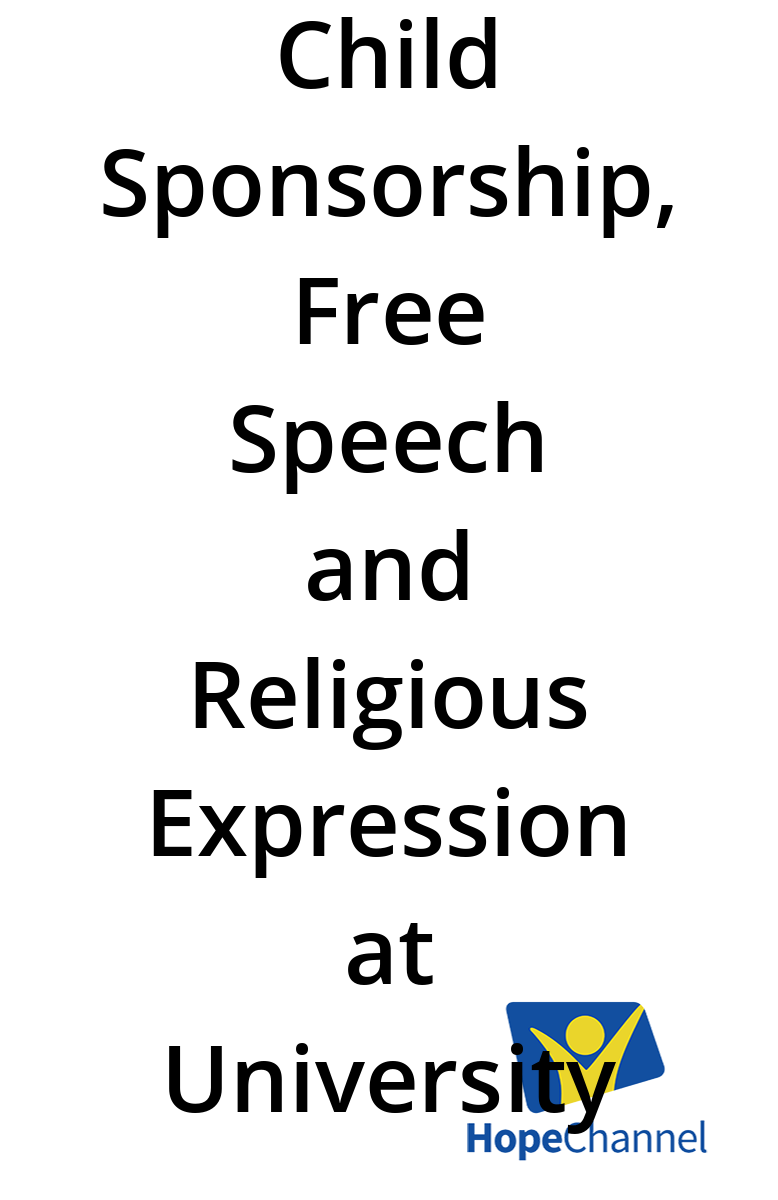 Child
Sponsorship,
Free
Speech
and
Religious
Expression
at
University
HopeChannel